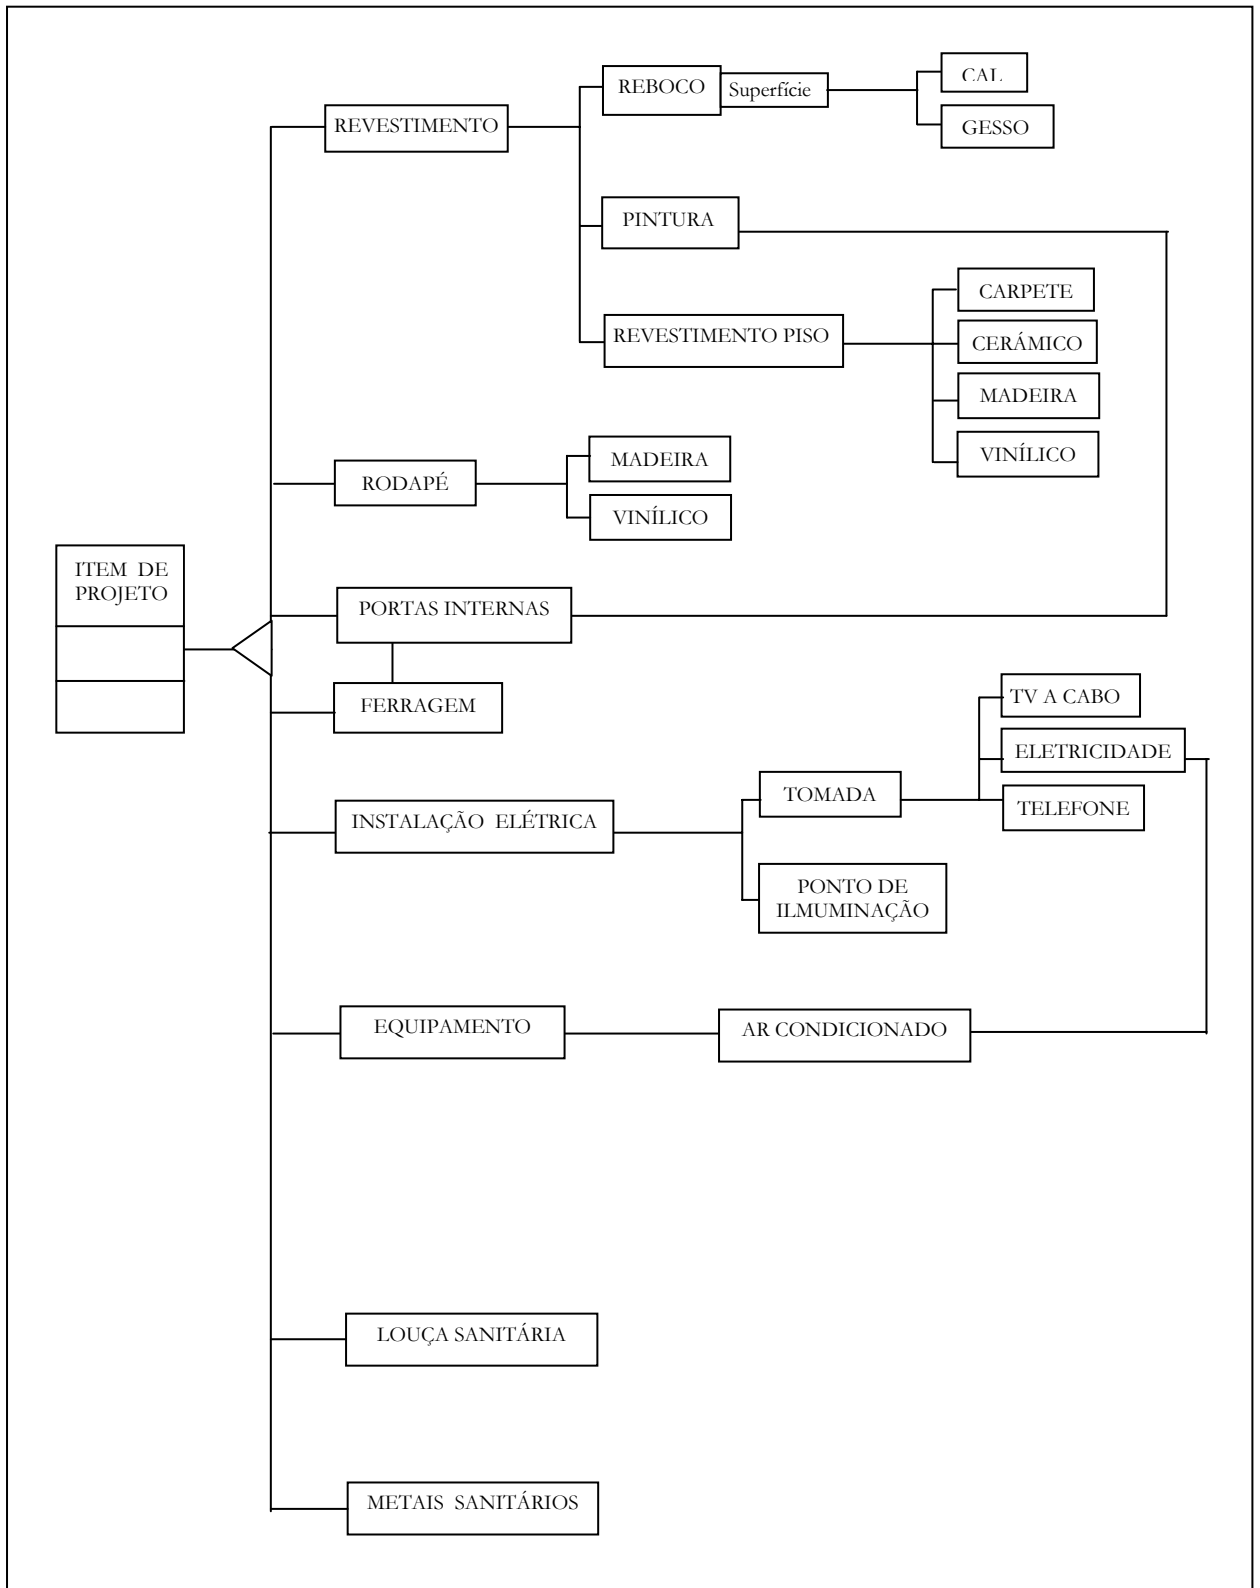 CAL
REBOCO
Superfície
REVESTIMENTO
GESSO
PINTURA
CARPETE
REVESTIMENTO PISO
CERÁMICO
MADEIRA
VINÍLICO
MADEIRA
RODAPÉ
VINÍLICO
ITEM DE
PROJETO
PORTAS INTERNAS
FERRAGEM
TV A CABO
ELETRICIDADE
TOMADA
TELEFONE
INSTALAÇÃO ELÉTRICA
PONTO DE
ILMUMINAÇÃO
EQUIPAMENTO
AR CONDICIONADO
LOUÇA SANITÁRIA
METAIS SANITÁRIOS